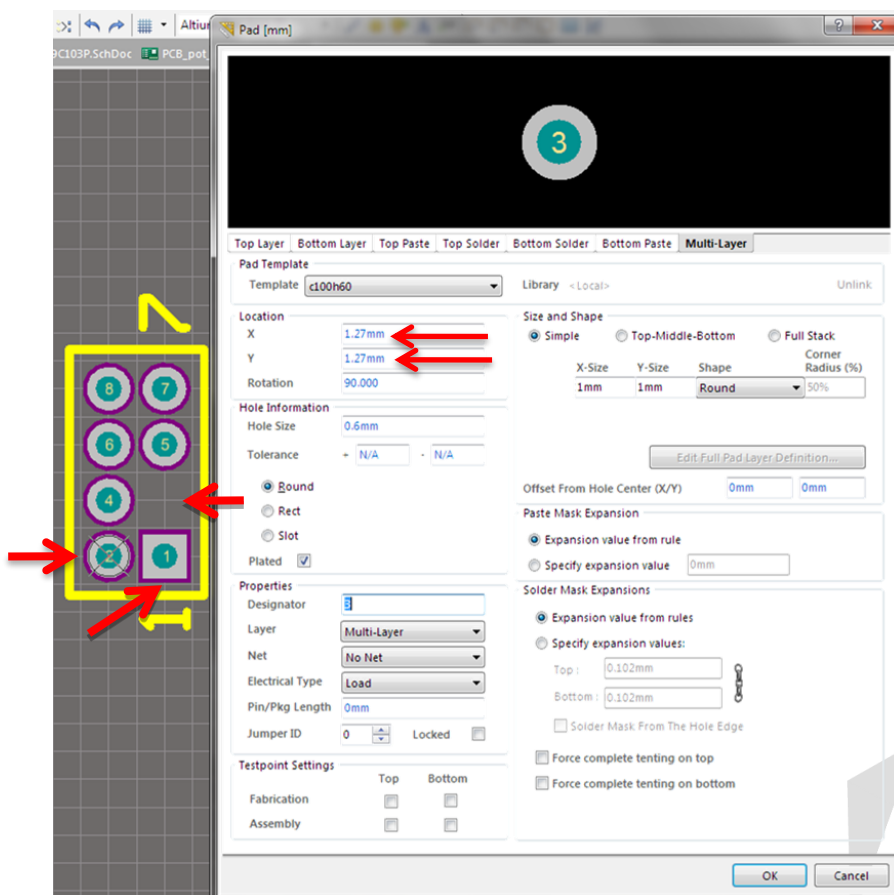 Altiur
Pad [mm]
9C103P.SchDoc PCB_pot_
3
Top Layer Bottom Layer Top Paste Top Solder Bottom Solder Bottom Paste Multi-Layer
Pad Template
Template c100h60 Library <Local> Unlink
Location
X 1.27mm
Y 1.27mm
Rotation 90.000
Size and Shape
Simple Top-Middle-Bottom Full Stack
X-Size Y-Size Shape Corner Radius (%)
1mm 1mm Round 50%
Edit Full Pad Layer Definition...
Offset From Hole Center (X/Y) 0mm 0mm
Hole Information
Hole Size 0.6mm
Tolerance + N/A - N/A
Round
Rect
Slot
Plated
Paste Mask Expansion
Expansion value from rule
Specify expansion value 0mm
Properties
Designator 3
Layer Multi-Layer
Net No Net
Electrical Type Load
Pin/Pkg Length 0mm
Jumper ID 0 Locked
Solder Mask Expansions
Expansion value from rules
Specify expansion values:
Top : 0.102mm
Bottom : 0.102mm
Solder Mask From The Hole Edge
Force complete tenting on top
Force complete tenting on bottom
Testpoint Settings
Top Bottom
Fabrication
Assembly
OK Cancel
7
8 7
6 5
4
2 1
1